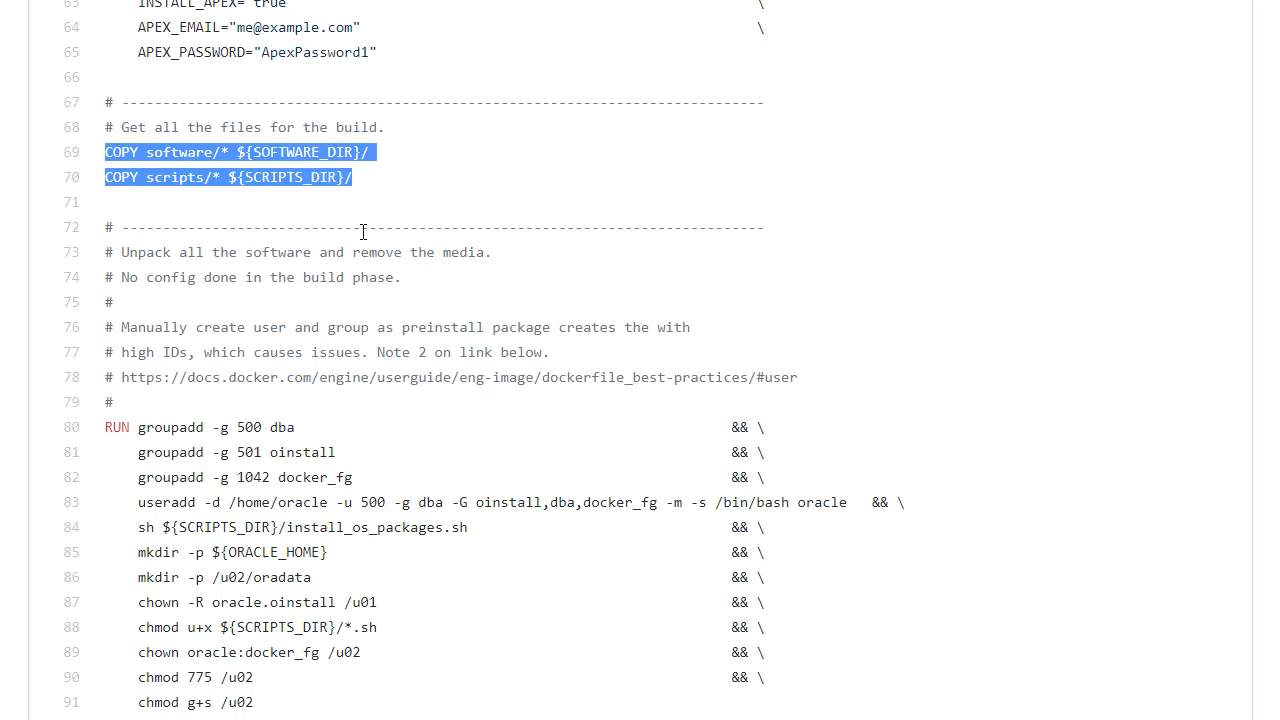 63 INSTALL_APEX="true" \
64 APEX_EMAIL="me@example.com" \
65 APEX_PASSWORD="ApexPassword1"
66
67 # ------------------------------------------------------------------------------
68 # Get all the files for the build.
69 COPY software/* ${SOFTWARE_DIR}/
70 COPY scripts/* ${SCRIPTS_DIR}/
71
72 # ------------------------------------------------------------------------------
73 # Unpack all the software and remove the media.
74 # No config done in the build phase.
75 #
76 # Manually create user and group as preinstall package creates the with
77 # high IDs, which causes issues. Note 2 on link below.
78 # https://docs.docker.com/engine/userguide/eng-image/dockerfile_best-practices/#user
79 #
80 RUN groupadd -g 500 dba && \
81 groupadd -g 501 oinstall && \
82 groupadd -g 1042 docker_fg && \
83 useradd -d /home/oracle -u 500 -g dba -G oinstall,dba,docker_fg -m -s /bin/bash oracle && \
84 sh ${SCRIPTS_DIR}/install_os_packages.sh && \
85 mkdir -p ${ORACLE_HOME} && \
86 mkdir -p /u02/oradata && \
87 chown -R oracle.oinstall /u01 && \
88 chmod u+x ${SCRIPTS_DIR}/*.sh && \
89 chown oracle:docker_fg /u02 && \
90 chmod 775 /u02 && \
91 chmod g+s /u02